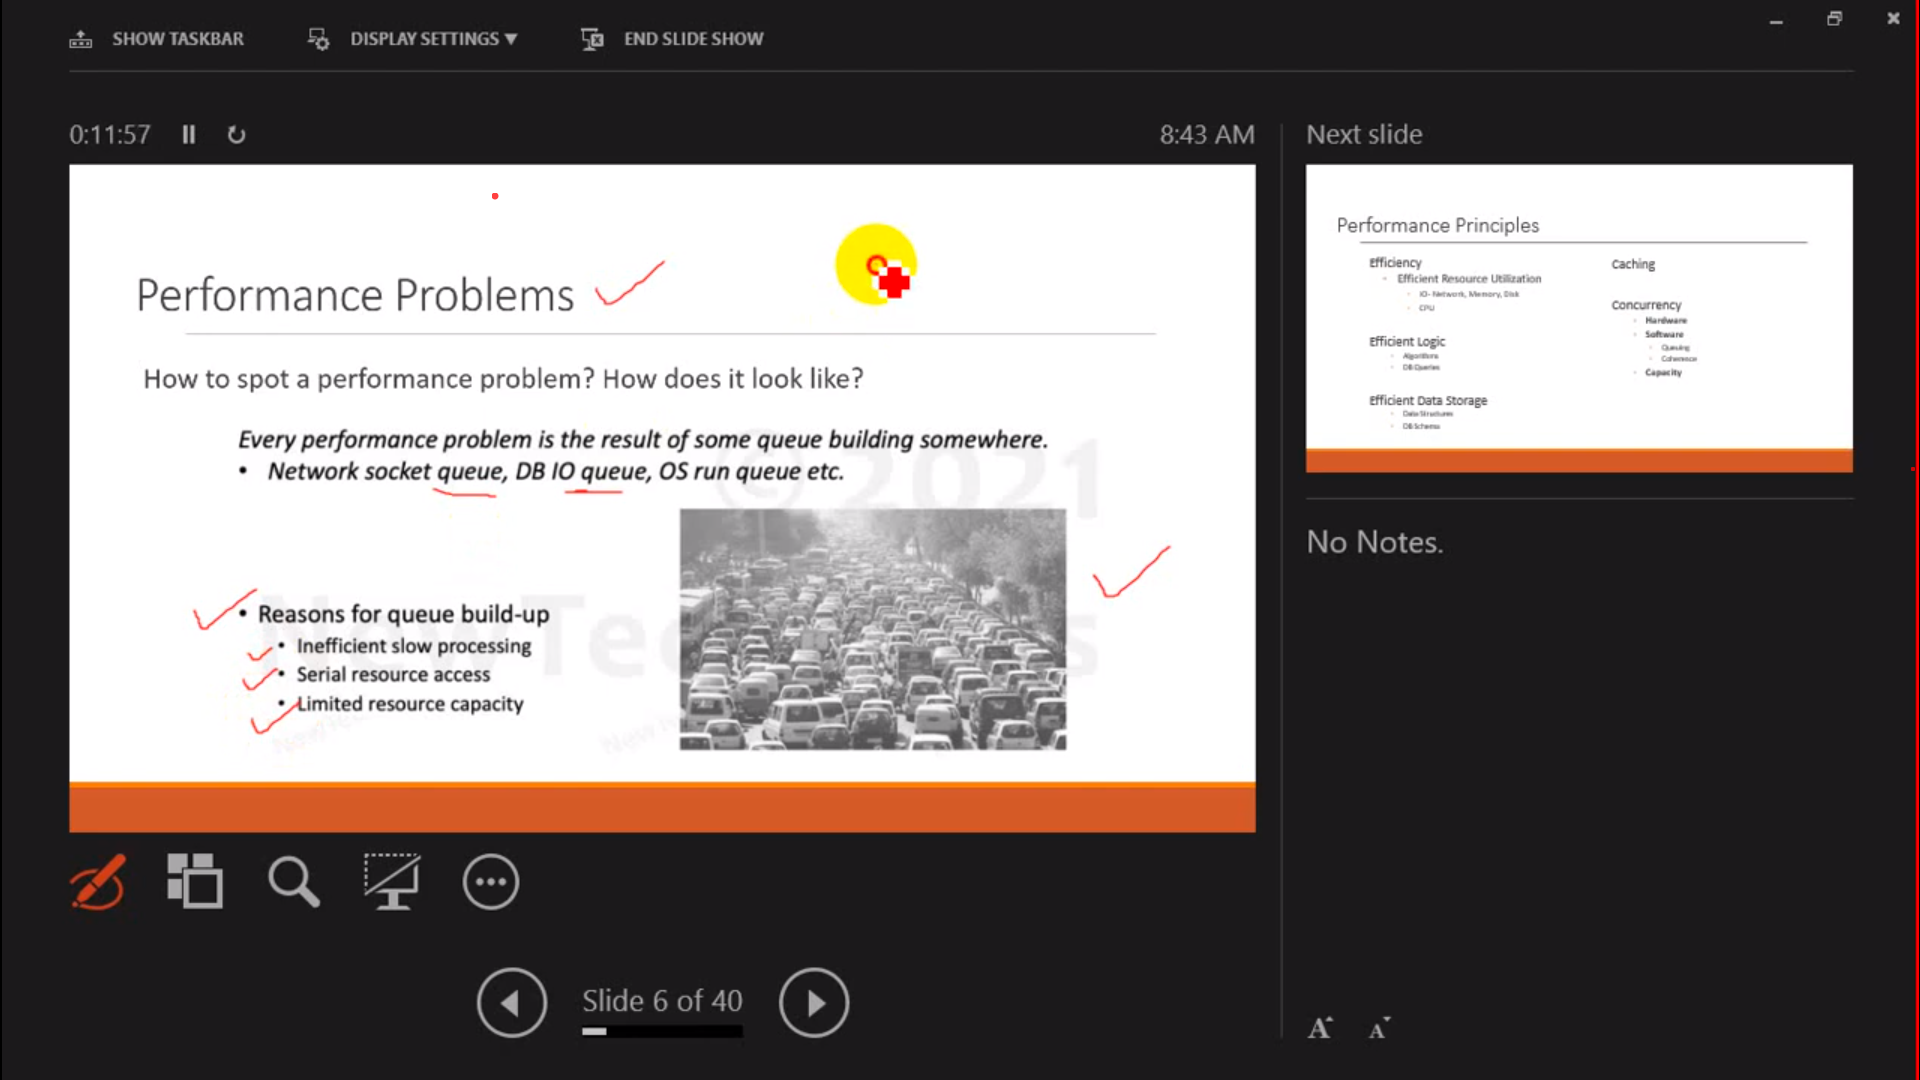 SHOW TASKBAR
DISPLAY SETTINGS ▼
END SLIDE SHOW
0:11:57
8:43 AM
Performance Problems
How to spot a performance problem? How does it look like?
Every performance problem is the result of some queue building somewhere.
• Network socket queue, DB IO queue, OS run queue etc.
© 2021
• Reasons for queue build-up
• Inefficient slow processing
• Serial resource access
• Limited resource capacity
Slide 6 of 40
Next slide
Performance Principles
Efficiency
Efficient Resource Utilization
IO- Network, Memory, Disk
CPU
Efficient Logic
Algorithms
DB Queries
Efficient Data Storage
Data Structures
DB Schema
Caching
Concurrency
Hardware
Software
Queuing
Coherence
Capacity
No Notes.
A A